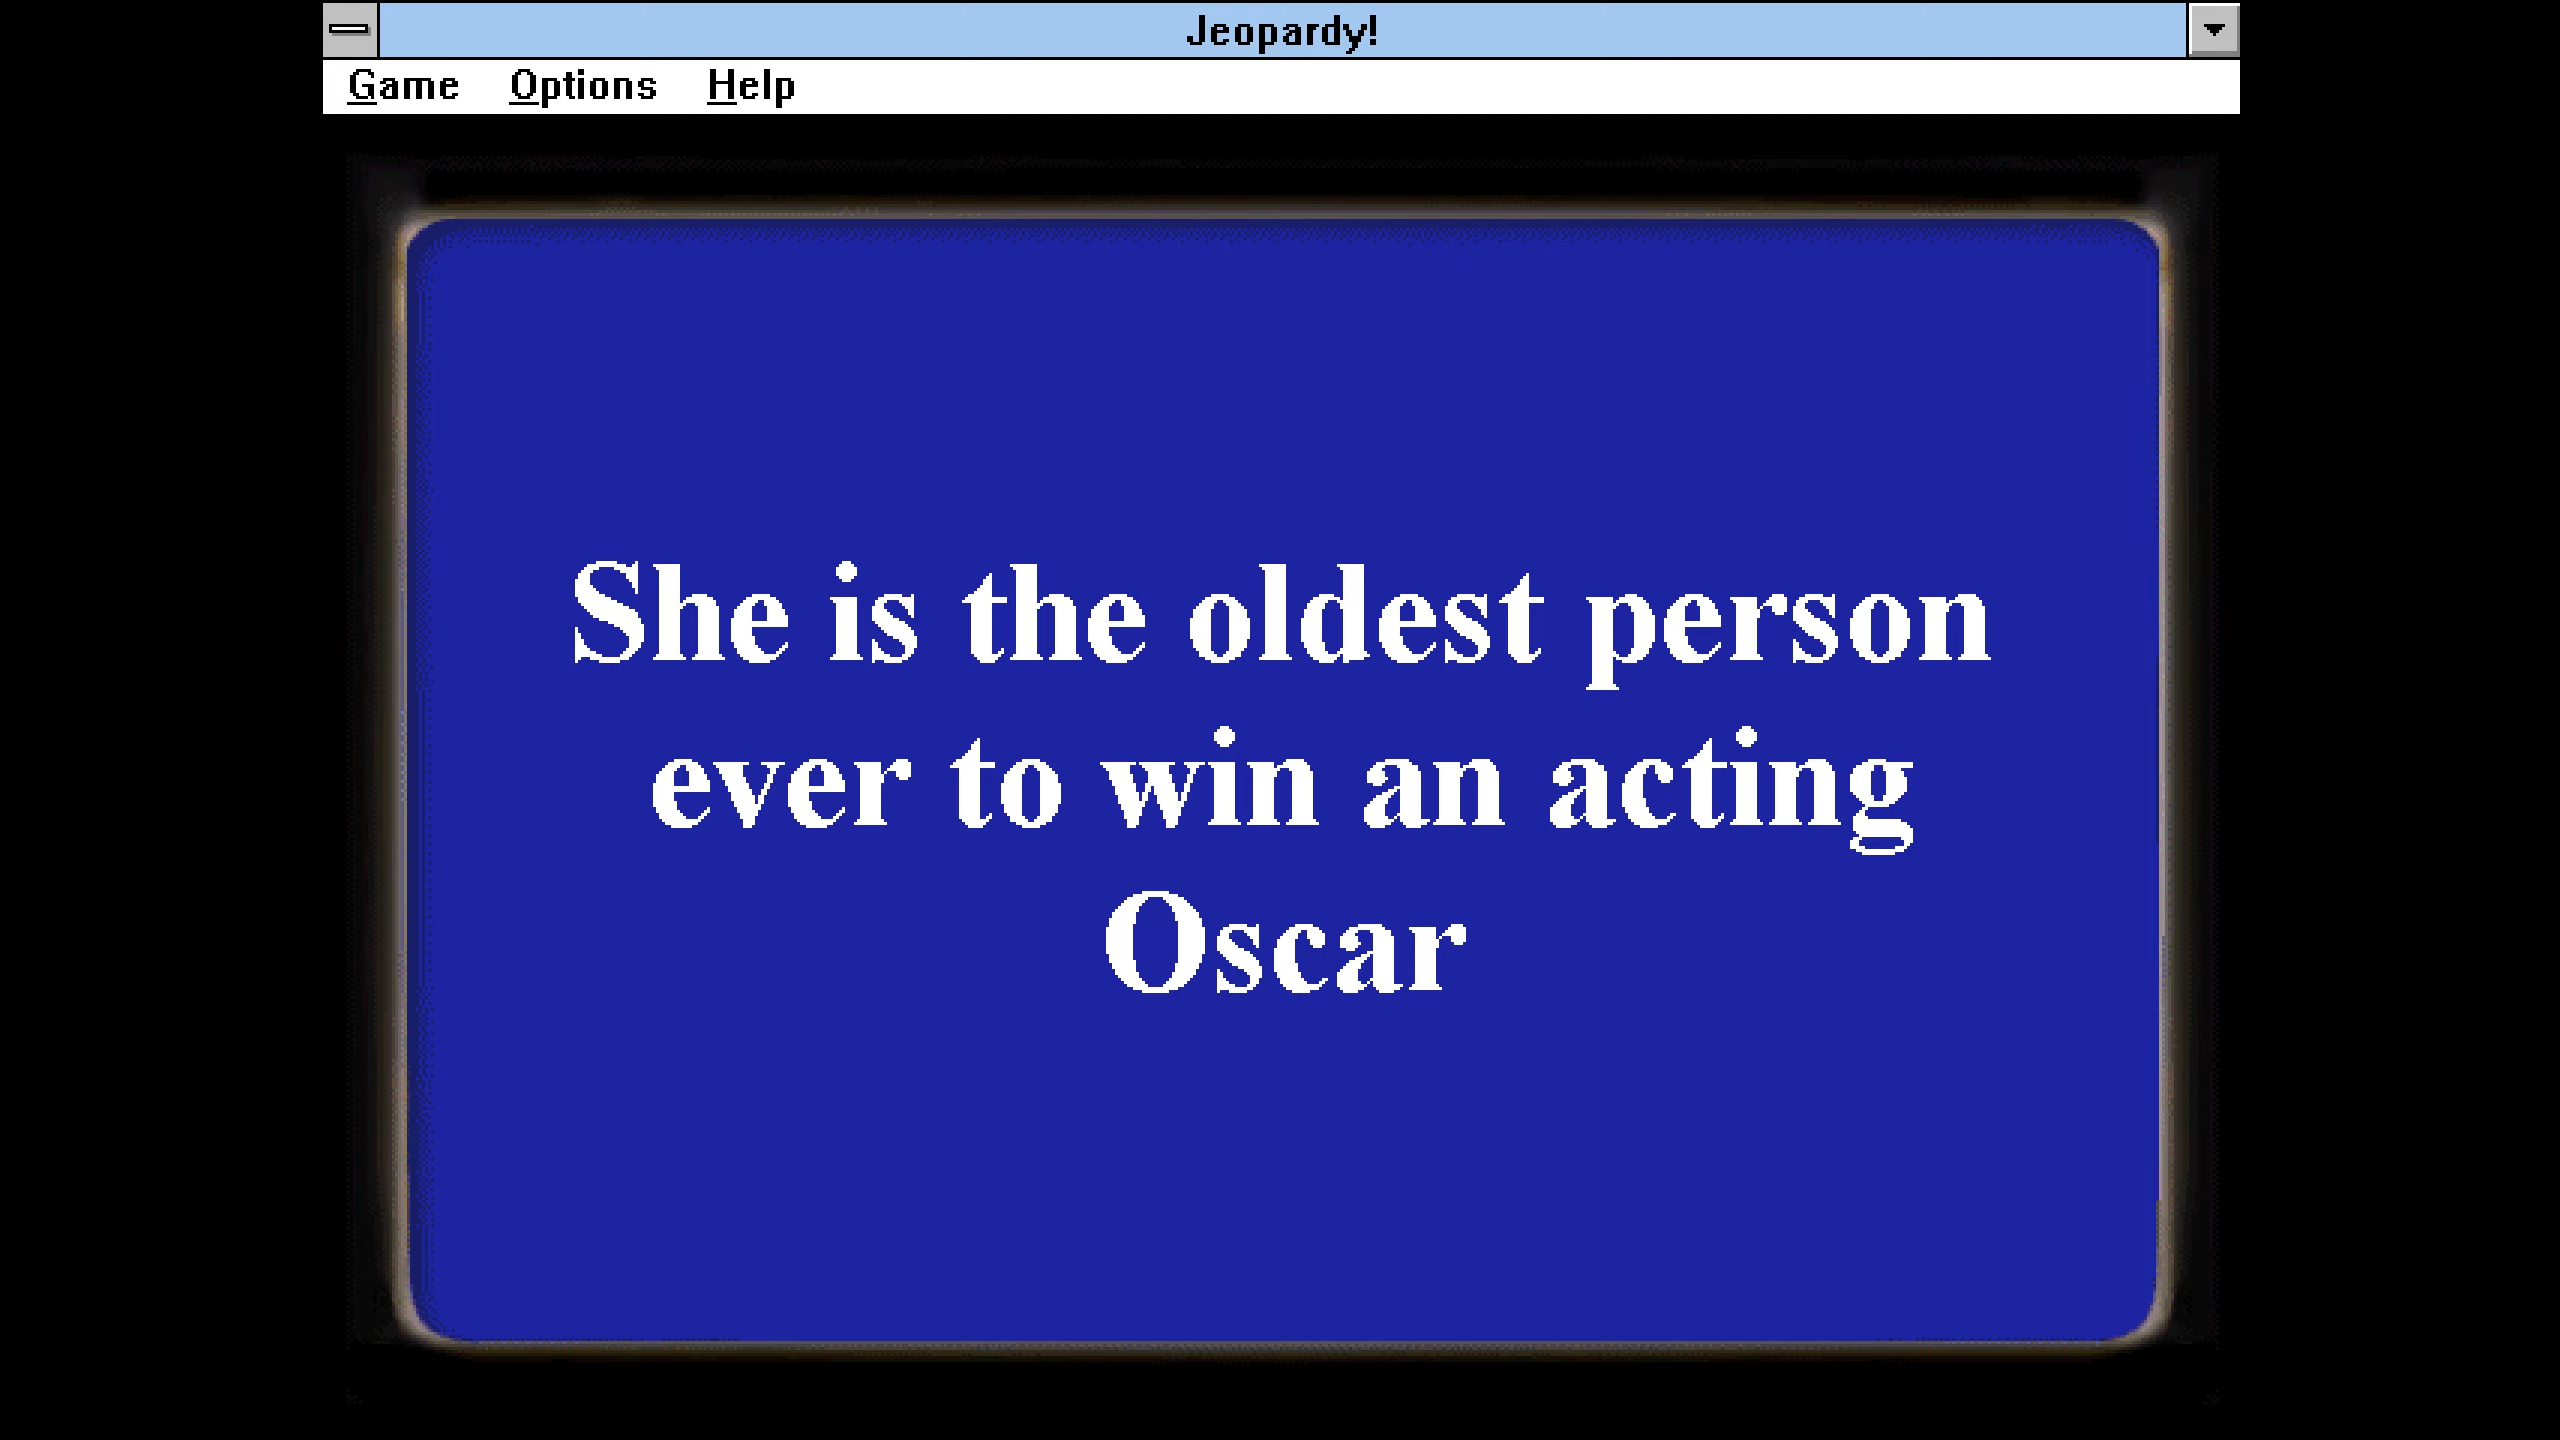 Jeopardy!
Game Options Help
She is the oldest person
ever to win an acting
Oscar